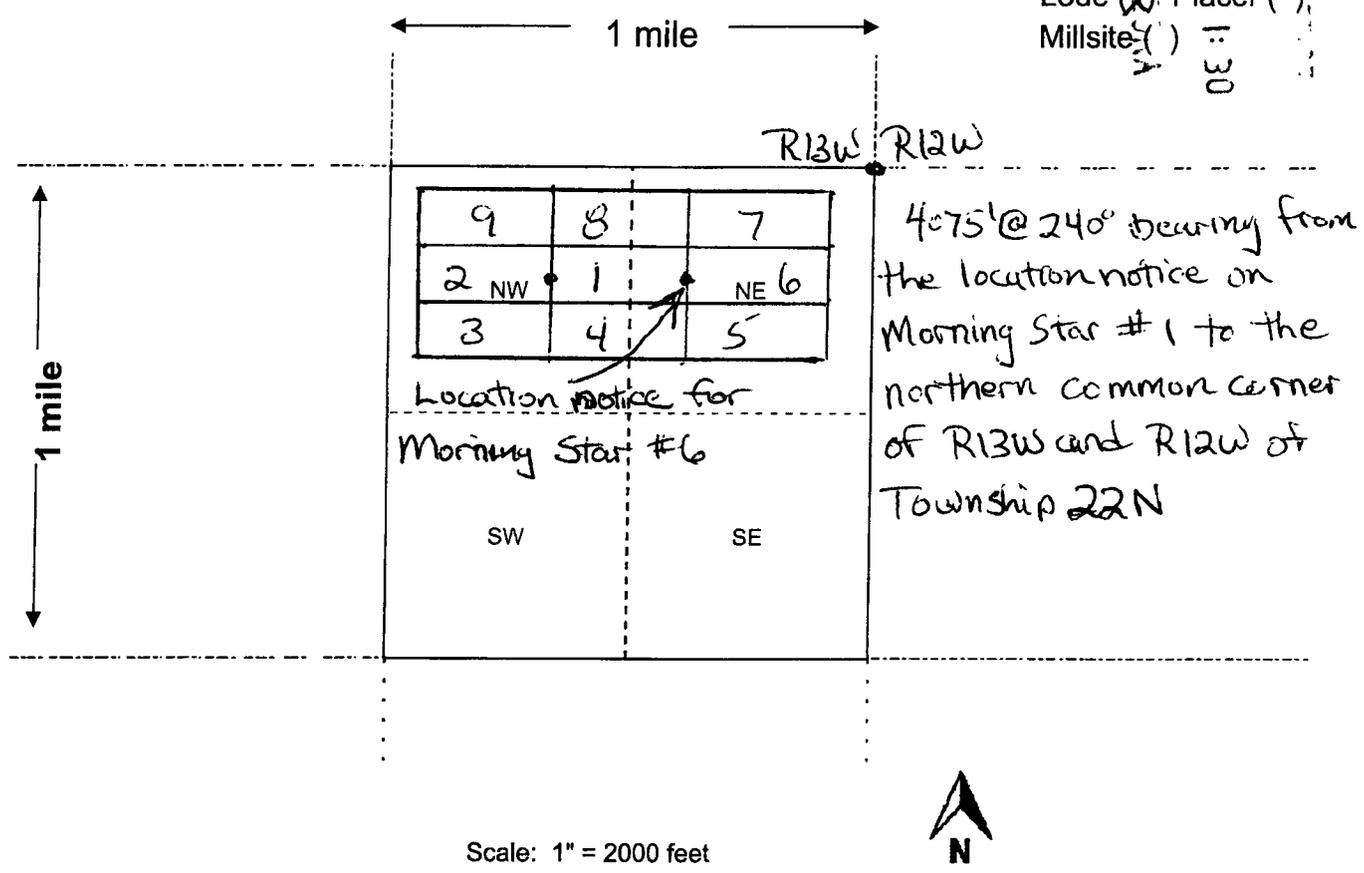 1 mile
Millsite ( )
R13W R12W
9 8 7
2 NW 1 NE 6
3 4 5
Location notice for
Morning Star #6
SW SE
1 mile
@ 240° bearing from
the location notice on
Morning Star #1 to the
northern common corner
of R13W and R12W of
Township 22N
Scale: 1" = 2000 feet
N